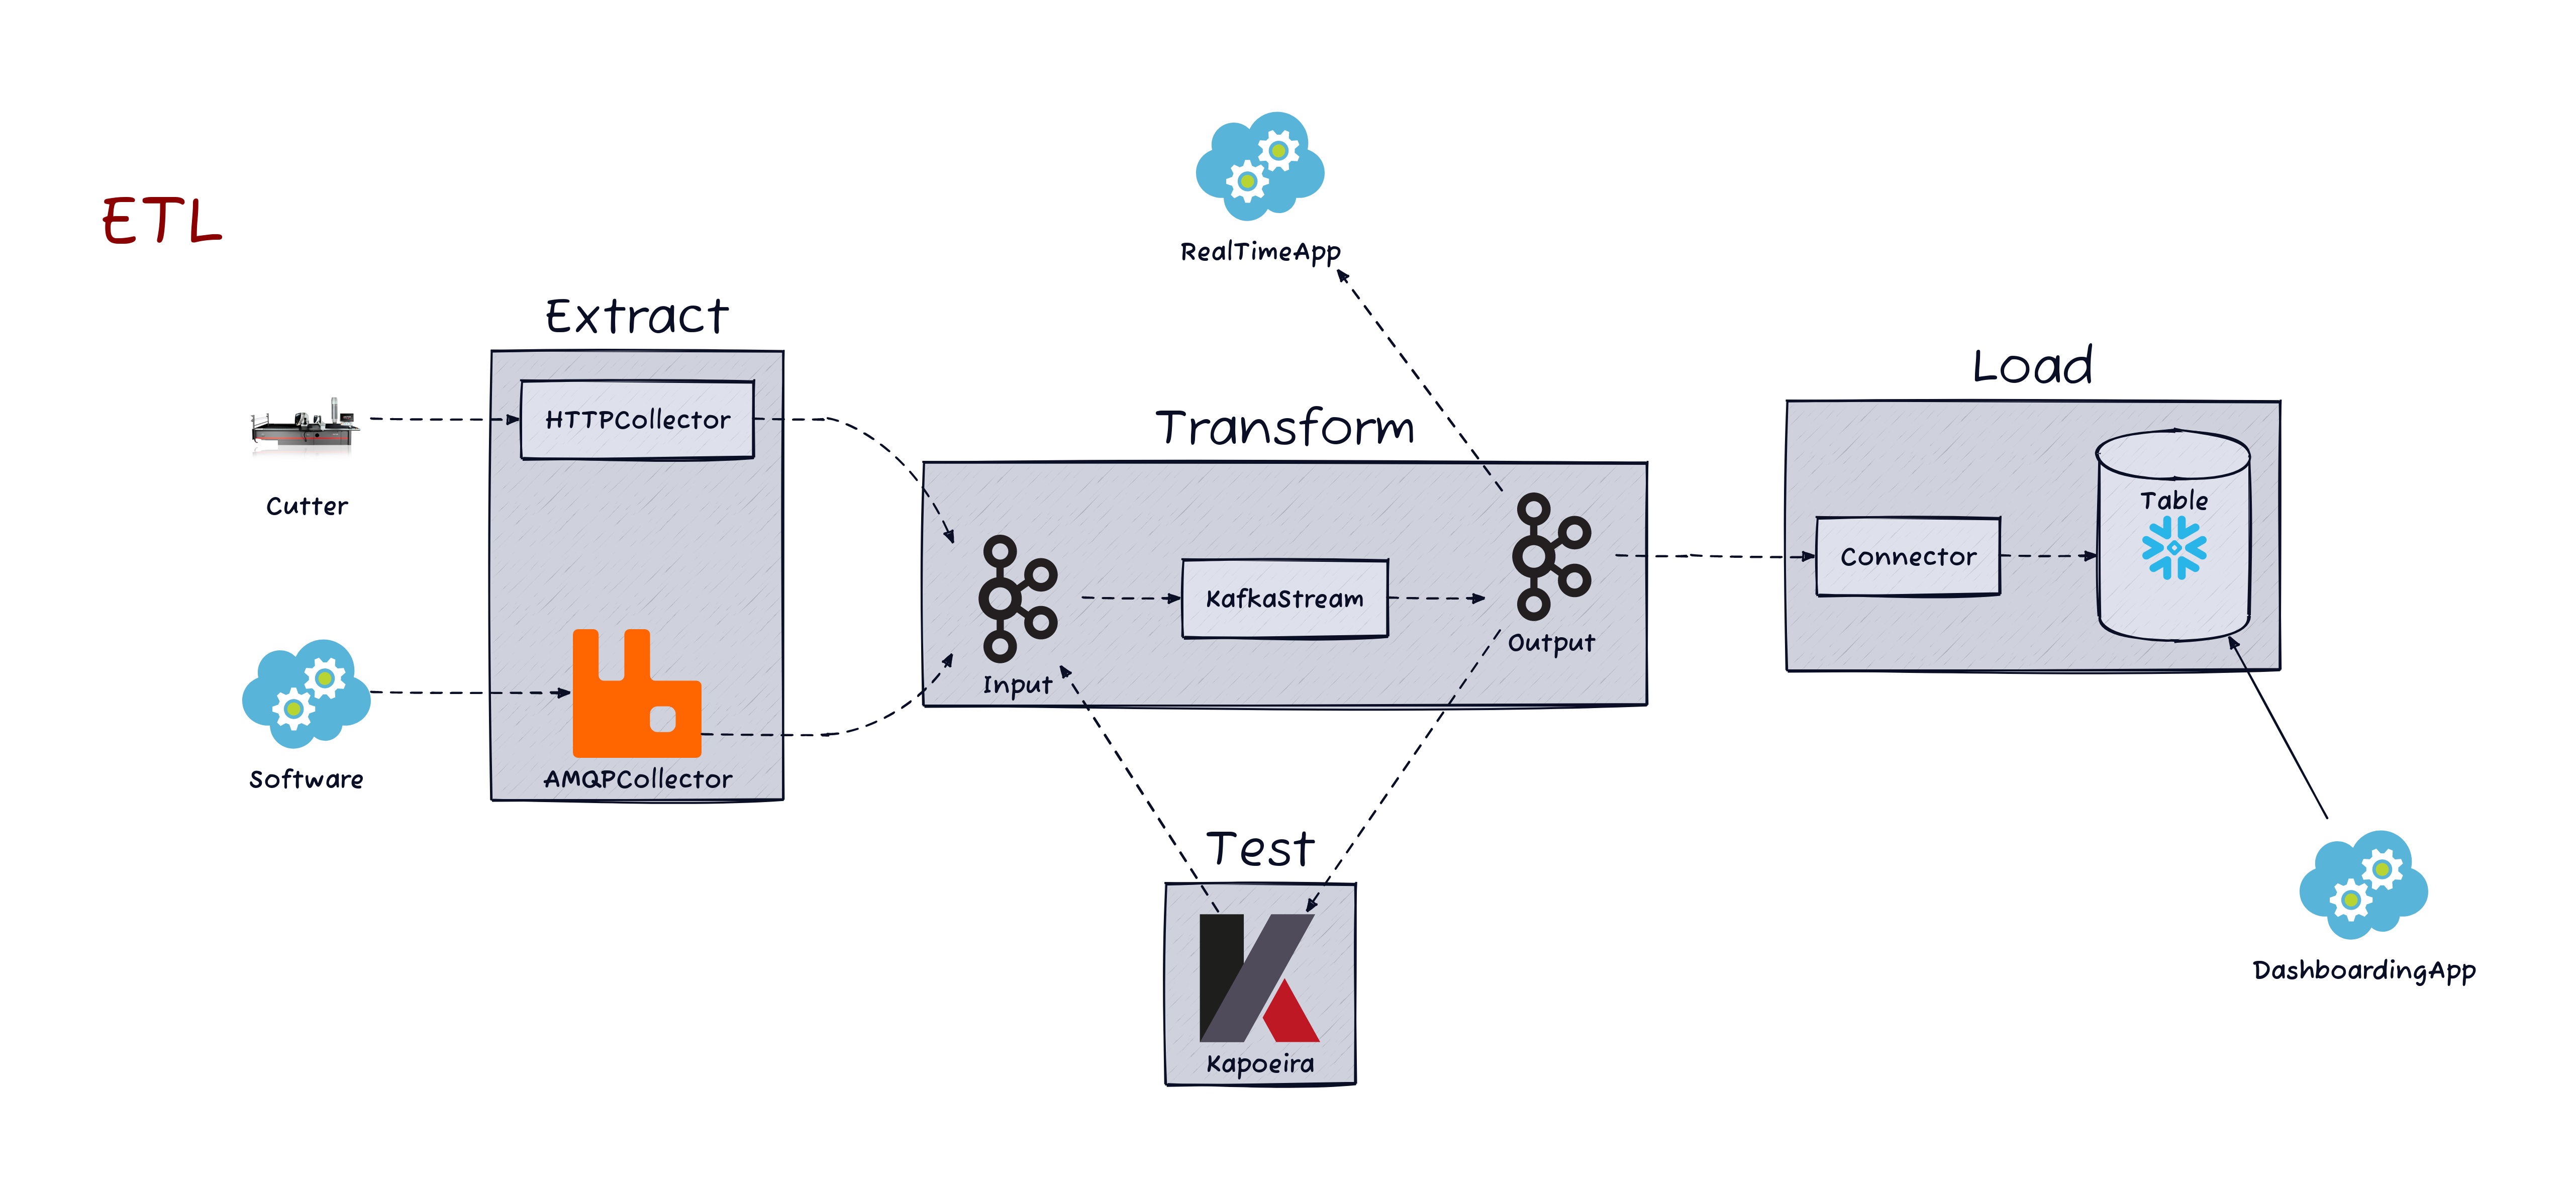 ETL
RealTimeApp
Extract
HTTPCollector
Cutter
Software
AMQPCollector
Transform
Input
KafkaStream
Output
Load
Connector
Table
Test
Kapoeira
DashboardingApp